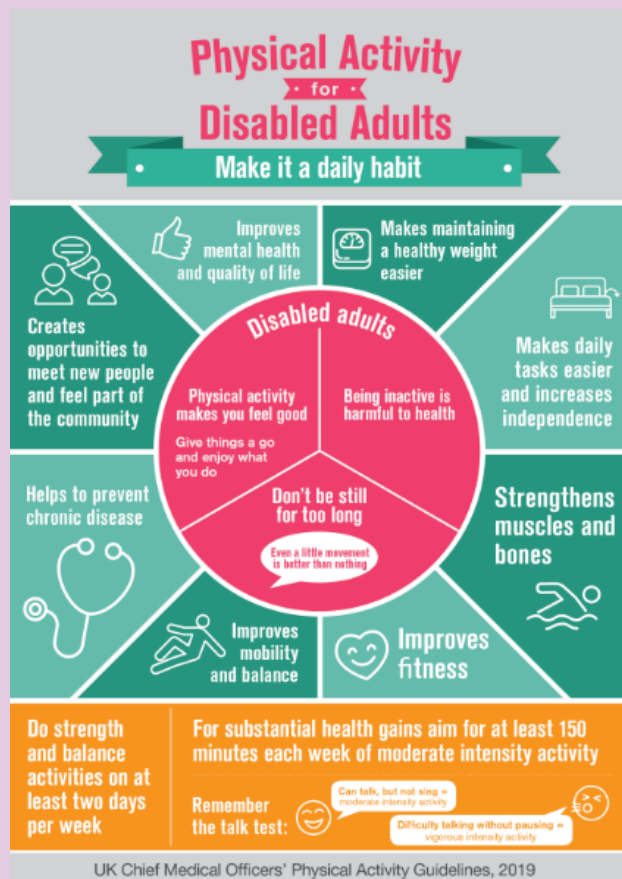 Physical Activity
for
Disabled Adults
Make it a daily habit
Improves
mental health
and quality of life
Makes maintaining
a healthy weight
easier
Creates
opportunities to
meet new people
and feel part of
the community
Makes daily
tasks easier
and increases
independence
Disabled adults
Physical activity
makes you feel good
Give things a go
and enjoy what
you do
Being inactive is
harmful to health
Don't be still
for too long
Even a little movement
is better than nothing
Helps to prevent
chronic disease
Strengthens
muscles and
bones
Improves
mobility
and balance
Improves
fitness
Do strength
and balance
activities on at
least two days
per week
For substantial health gains aim for at least 150
minutes each week of moderate intensity activity
Remember
the talk test:
Can talk, but not sing =
moderate intensity activity
Difficulty talking without pausing =
vigorous intensity activity
UK Chief Medical Officers' Physical Activity Guidelines, 2019